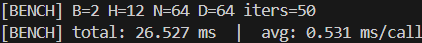 [BENCH] B=2 H=12 N=64 D=64 iters=50
[BENCH] total: 26.527 ms  |  avg: 0.531 ms/call